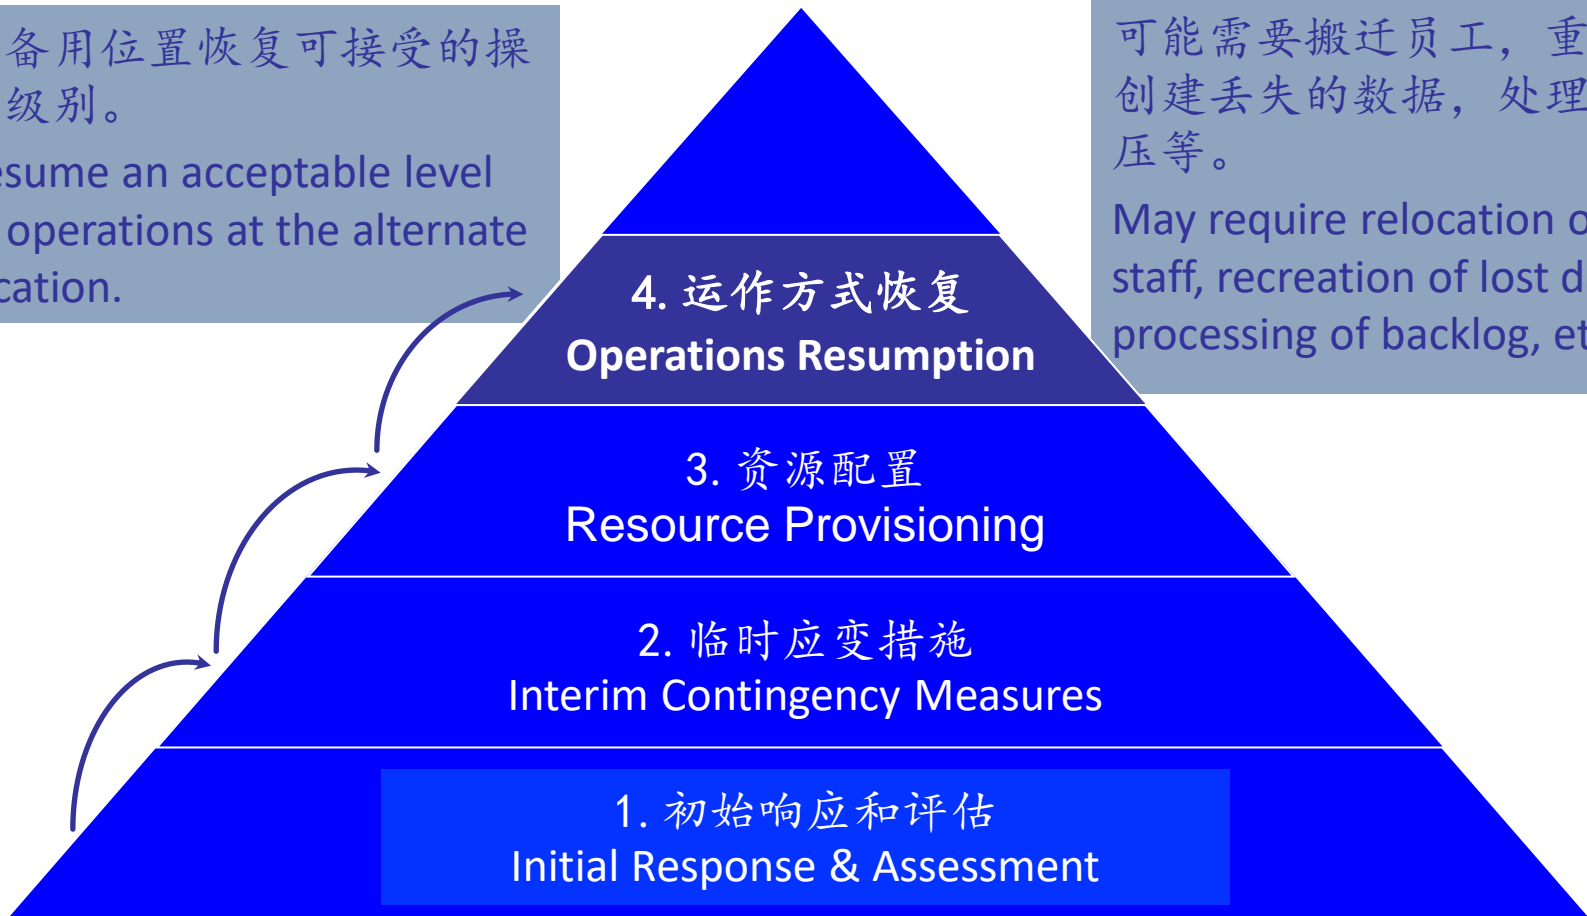 备用位置恢复可接受的操
级别。
esume an acceptable level
operations at the alternate
cation.
可能需要搬迁员工，重
创建丢失的数据，处理
压等。
May require relocation o
staff, recreation of lost d
processing of backlog, et
4. 运作方式恢复
Operations Resumption
3. 资源配置
Resource Provisioning
2. 临时应变措施
Interim Contingency Measures
1. 初始响应和评估
Initial Response & Assessment